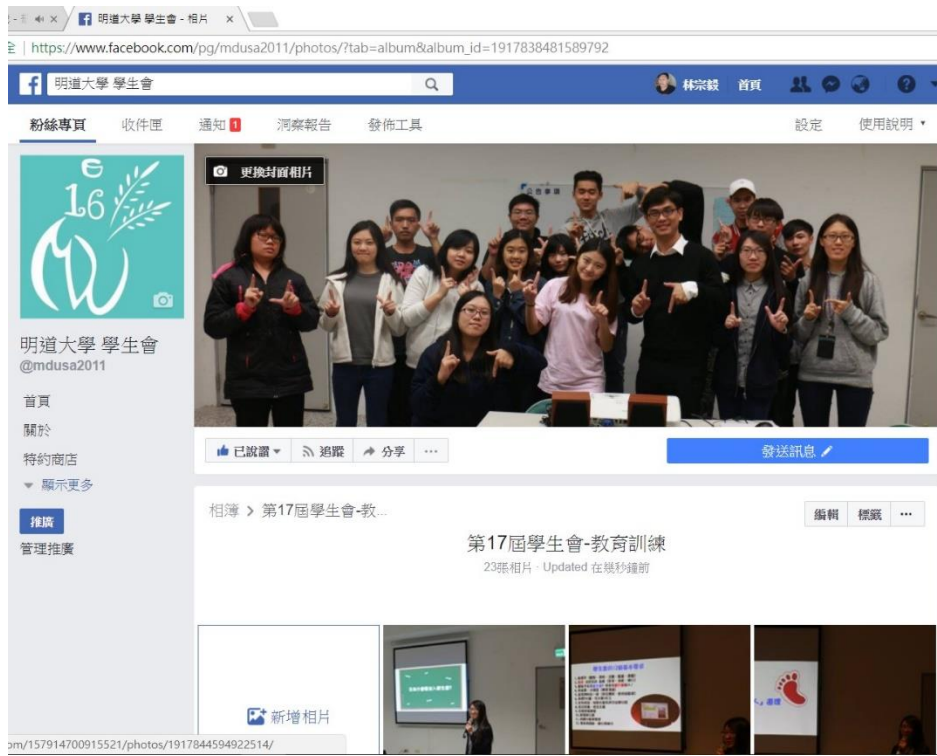 明道大學 學生會 - 相片
https://www.facebook.com/pg/mdusa2011/photos/?tab=album&album_id=1917838481589792
明道大學 學生會 林宗毅 首頁
粉絲專頁 收件匣 通知 1 洞察報告 發佈工具 設定 使用說明
更換封面相片
16
明道大學 學生會
@mdusa2011
首頁
關於
特約商店
顯示更多
推廣
管理推廣
已說讚 追蹤 分享 發送訊息
相簿 第17屆學生會-教... 編輯 標籤
第17屆學生會-教育訓練
23張相片 · Updated 在幾秒鐘前
新增相片
om/157914700915521/photos/1917844594922514/